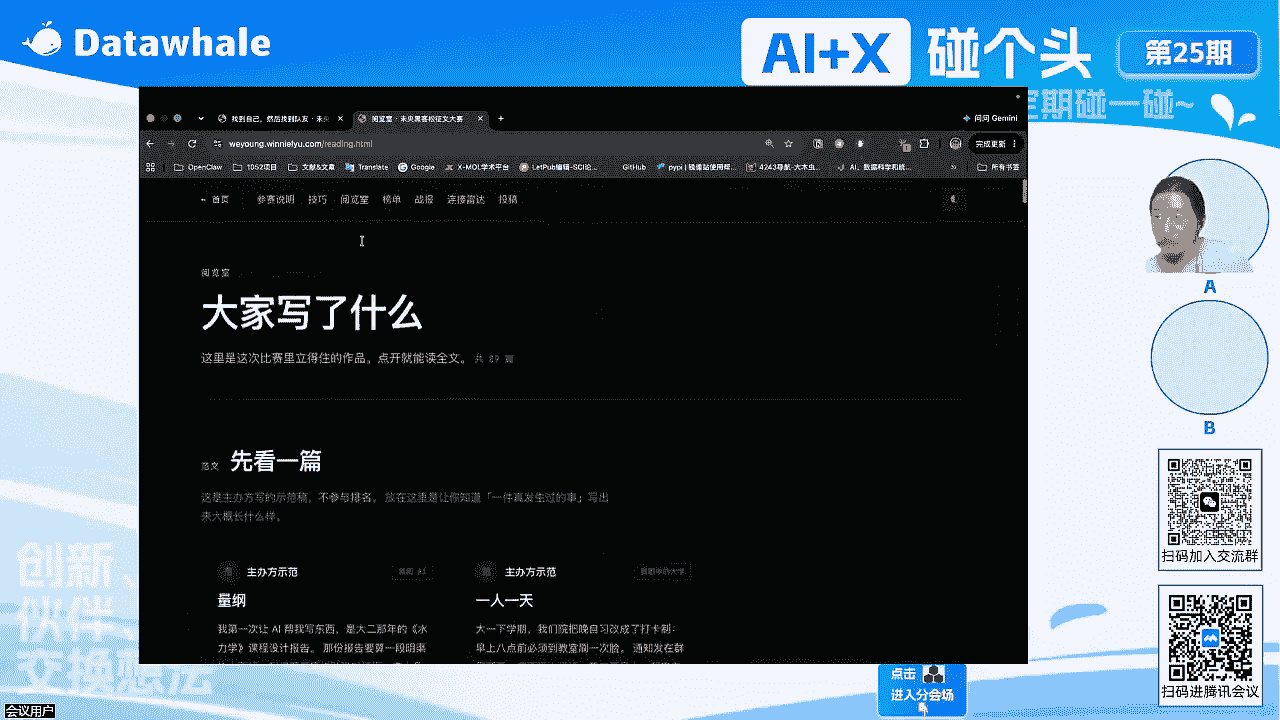 Datawhale
AI+X 碰个头 第25期
定期碰一碰~
找到自己，然后找到队友 · 未来
weyoung.winnielyu.com/reading.html
问问 Gemini
完成更新
OpenClaw
1052项目
文献&文章
Translate
Google
X-MOL学术平台
LetPub编辑-SCI论...
GitHub
pypi | 镜像站使用帮...
4243导航-大木虫...
AI、数据科学和统...
所有书签
← 首页 参赛说明 技巧 阅览室 榜单 战报 连接雷达 投稿
阅览室
大家写了什么
这里是这次比赛里立得住的作品。点开就能读全文。 共 89 篇
范文 先看一篇
这是主办方写的示范稿，不参与排名。放在这里是让你知道「一件真发生过的事」写出
来大概长什么样。
主办方示范
量纲
我第一次让 AI 帮我写东西，是大二那年的《水
力学》课程设计报告。 那份报告要算一段明渠
主办方示范
一人一天
大一下学期，我们院把晚自习改成了打卡制：
早上八点前必须到教室刷一次脸。 通知发在群
A
B
扫码加入交流群
扫码进腾讯会议
创新
伙伴
交换想法
点击
进入分会场
会议用户